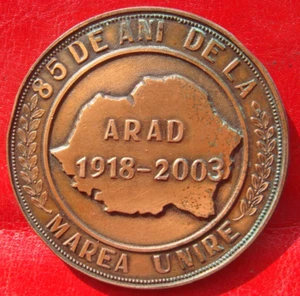 85 DE ANI DE LA
ARAD
1918-2003
MAREA UNIRE